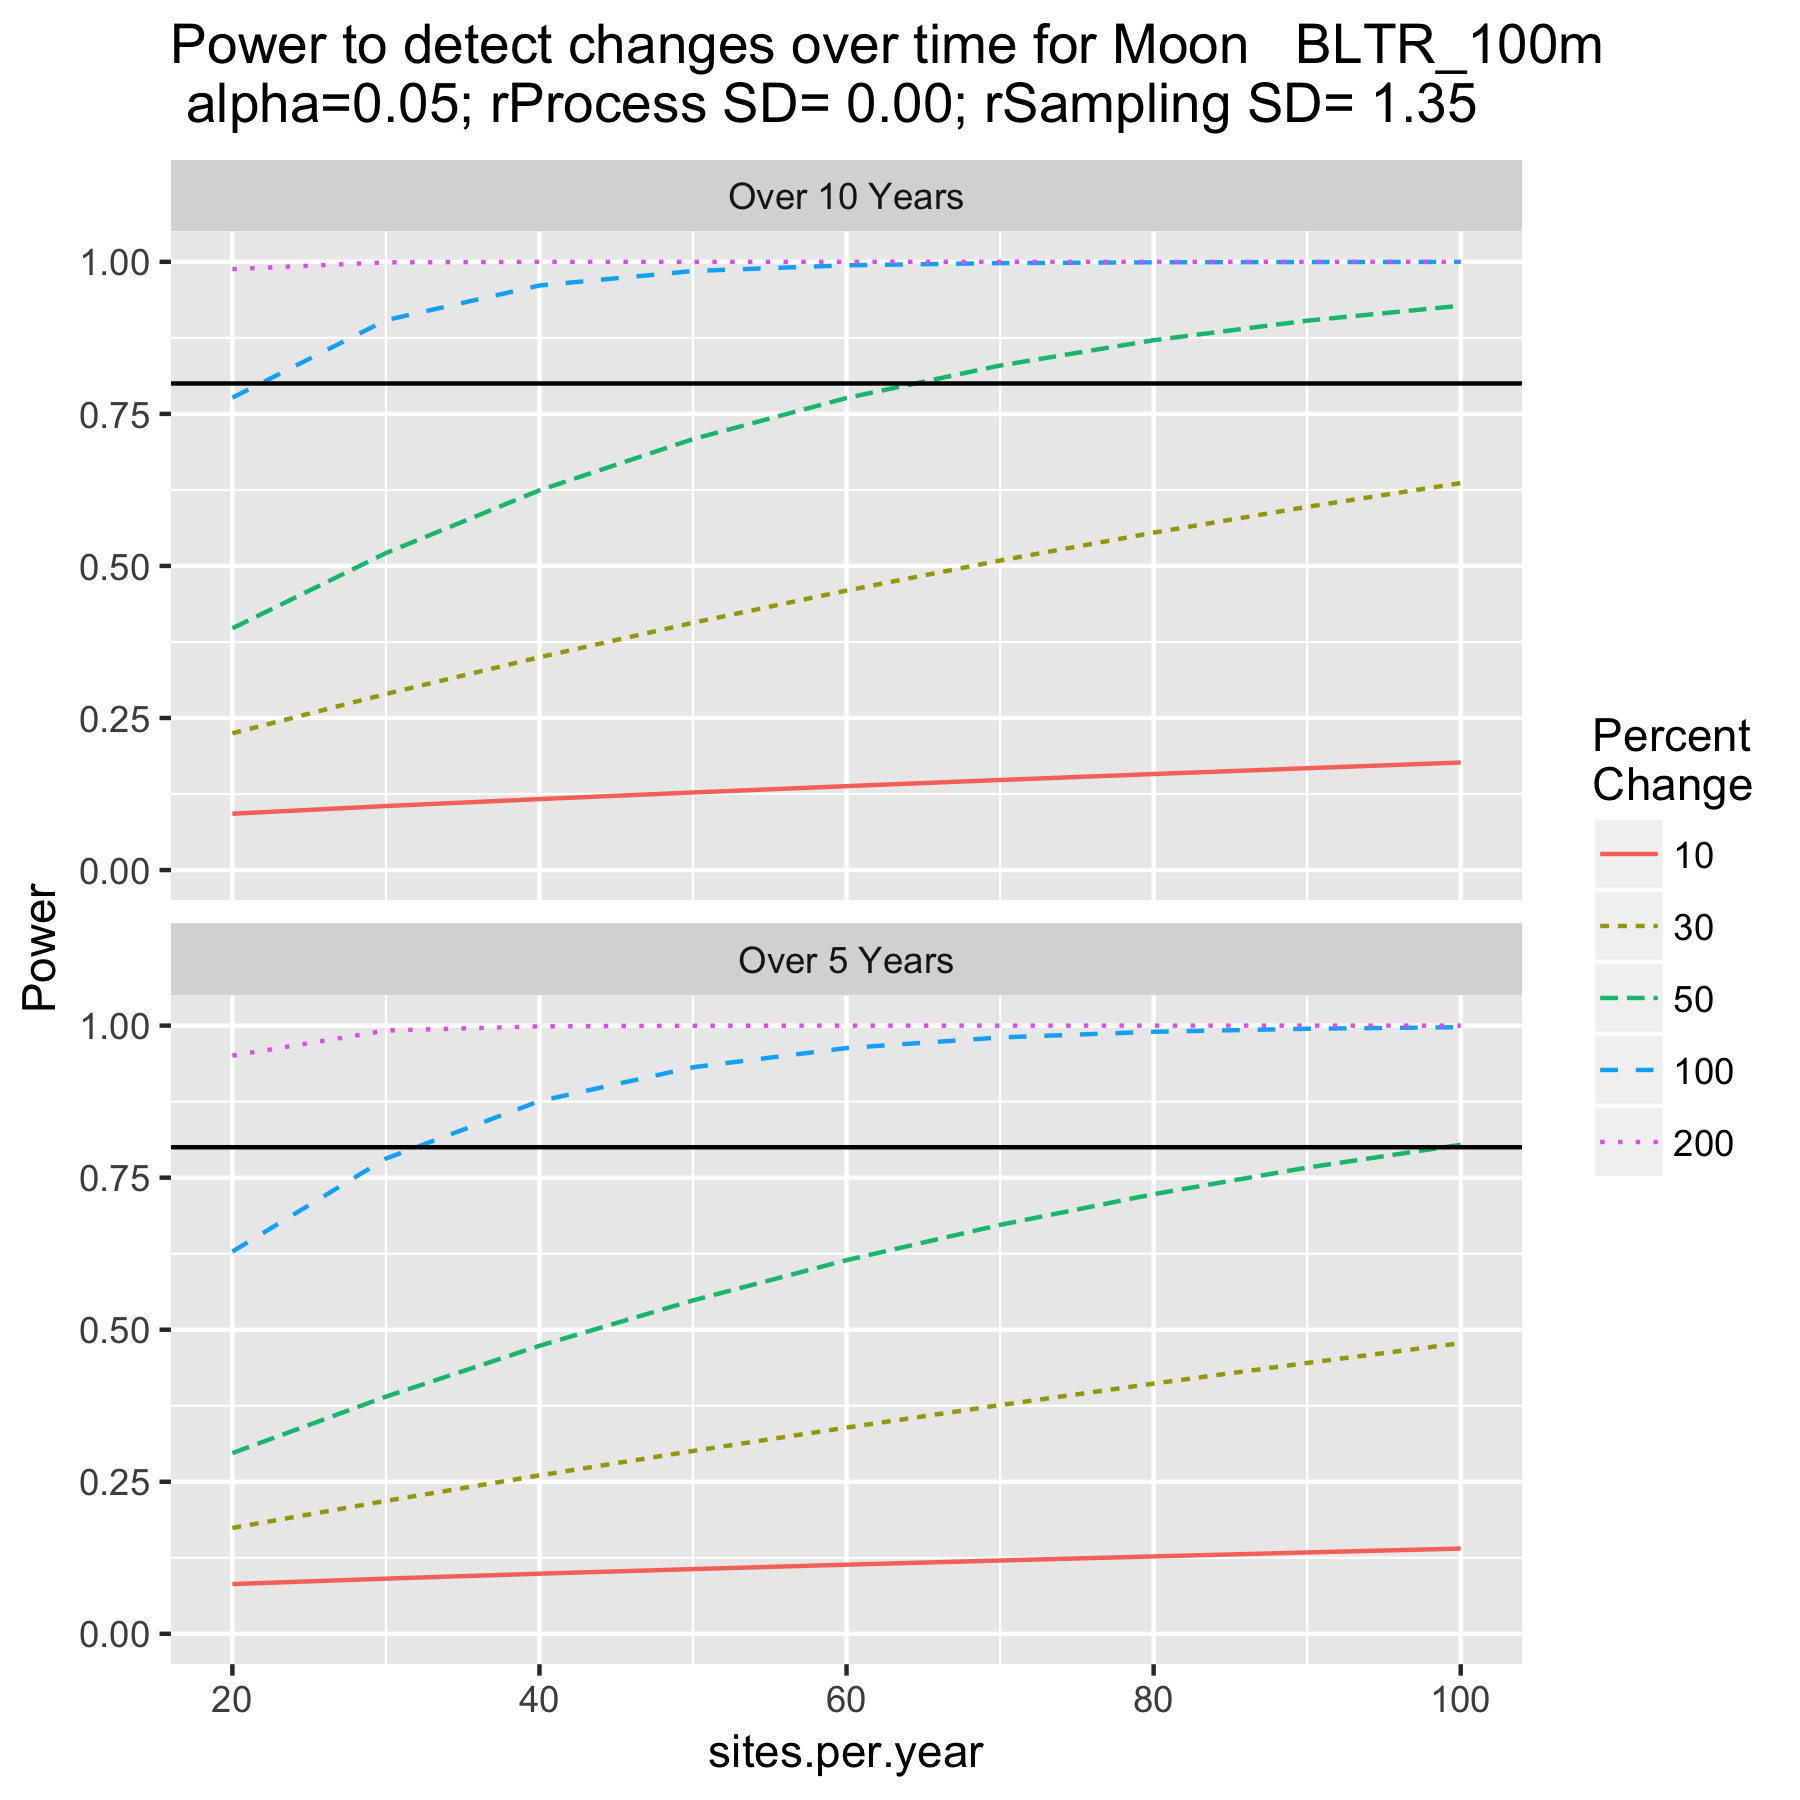 Power to detect changes over time for Moon   BLTR_100m
alpha=0.05; rProcess SD= 0.00; rSampling SD= 1.35
Over 10 Years
1.00
0.75
0.50
0.25
0.00
Power
Over 5 Years
1.00
0.75
0.50
0.25
0.00
20 40 60 80 100
sites.per.year
Percent
Change
10
30
50
100
200